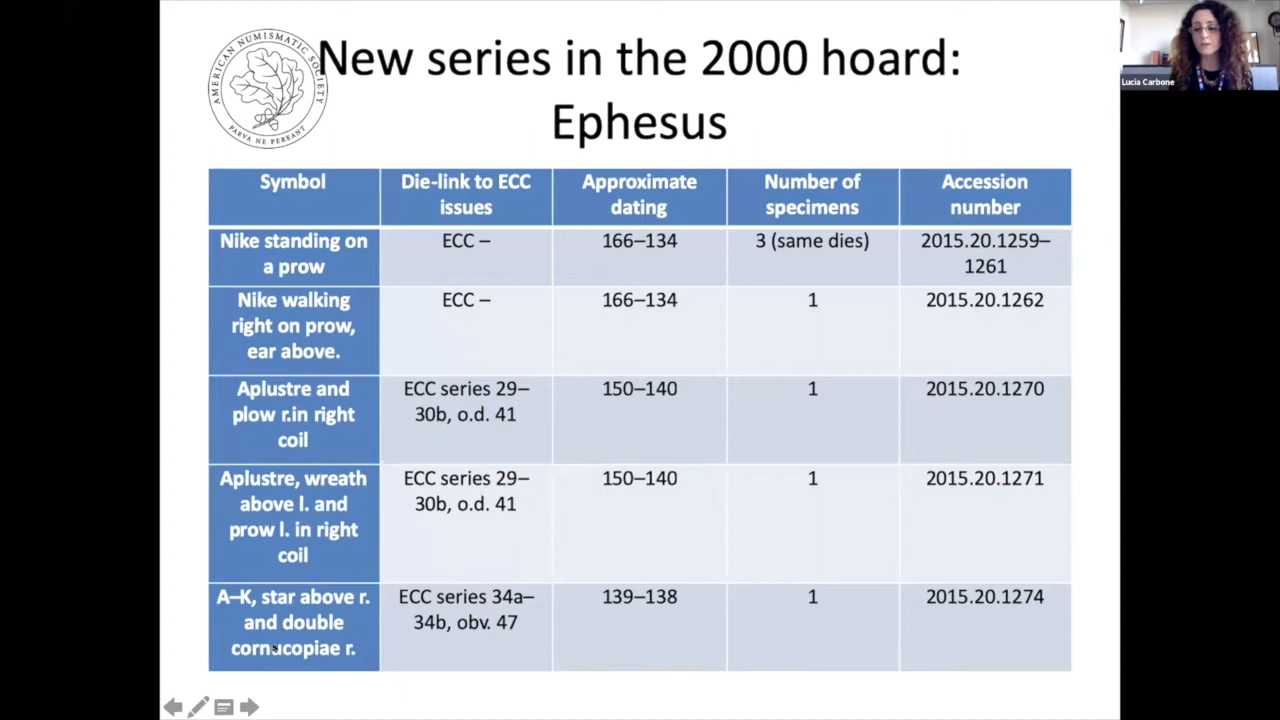 AMERICAN NUMISMATIC SOCIETY
PARVA NE PEREANT
New series in the 2000 hoard:
Ephesus
Lucia Carbone
Symbol
Die-link to ECC
issues
Approximate
dating
Number of
specimens
Accession
number
Nike standing on
a prow
ECC –
166–134
3 (same dies)
2015.20.1259–
1261
Nike walking
right on prow,
ear above.
ECC –
166–134
1
2015.20.1262
Aplustre and
plow r.in right
coil
ECC series 29–
30b, o.d. 41
150–140
1
2015.20.1270
Aplustre, wreath
above l. and
prow l. in right
coil
ECC series 29–
30b, o.d. 41
150–140
1
2015.20.1271
A–K, star above r.
and double
cornucopiae r.
ECC series 34a–
34b, obv. 47
139–138
1
2015.20.1274